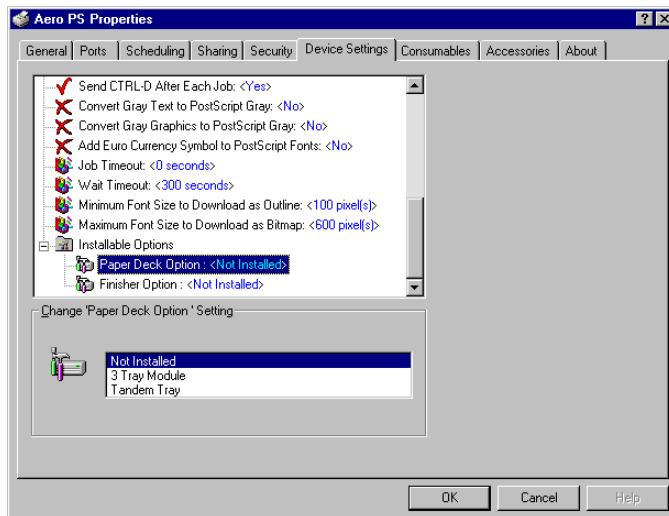 Aero PS Properties
General Ports Scheduling Sharing Security Device Settings Consumables Accessories About
Send CTRL-D After Each Job: <Yes>
Convert Gray Text to PostScript Gray: <No>
Convert Gray Graphics to PostScript Gray: <No>
Add Euro Currency Symbol to PostScript Fonts: <No>
Job Timeout: <0 seconds>
Wait Timeout: <300 seconds>
Minimum Font Size to Download as Outline: <100 pixel(s)>
Maximum Font Size to Download as Bitmap: <600 pixel(s)>
Installable Options
Paper Deck Option : <Not Installed>
Finisher Option : <Not Installed>
Change 'Paper Deck Option ' Setting
Not Installed
3 Tray Module
Tandem Tray
OK Cancel Help